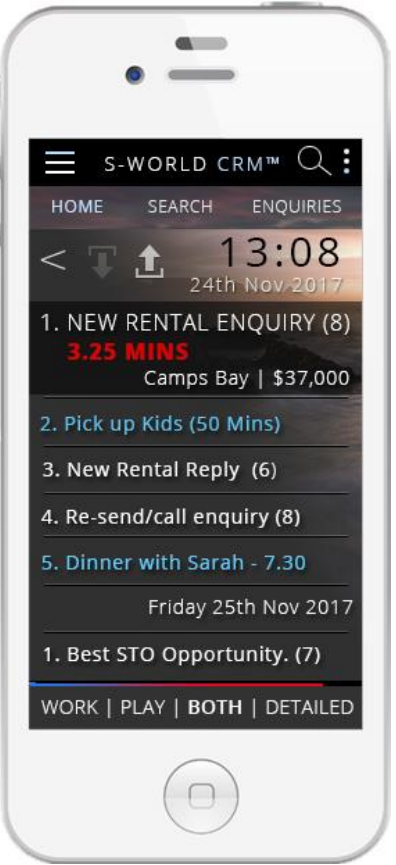 S-WORLD CRM™
HOME SEARCH ENQUIRIES
13:08
24th Nov 2017
1. NEW RENTAL ENQUIRY (8)
3.25 MINS
Camps Bay | $37,000
2. Pick up Kids (50 Mins)
3. New Rental Reply (6)
4. Re-send/call enquiry (8)
5. Dinner with Sarah - 7.30
Friday 25th Nov 2017
1. Best STO Opportunity. (7)
WORK | PLAY | BOTH | DETAILED